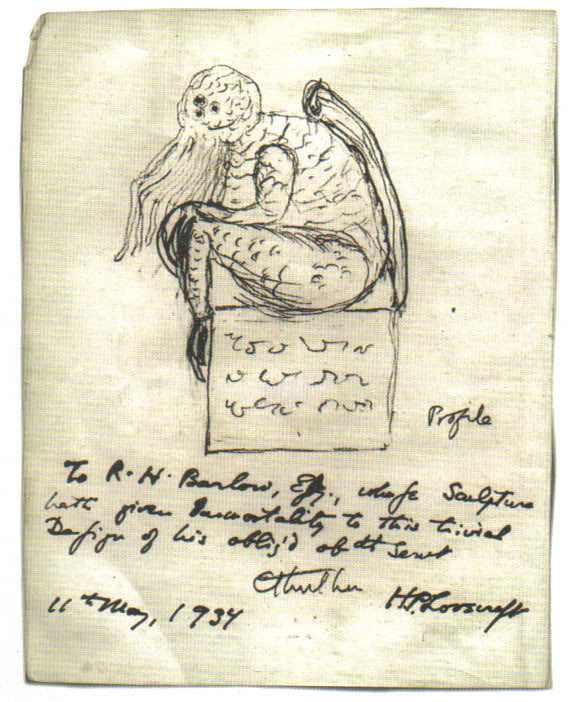 Profile
To R. H. Barlow, Esq., whose Sculpture
hath given Immortality to this trivial
Design of his oblig'd obdt Servt
Cthulhu
H.P. Lovecraft
11th May, 1934